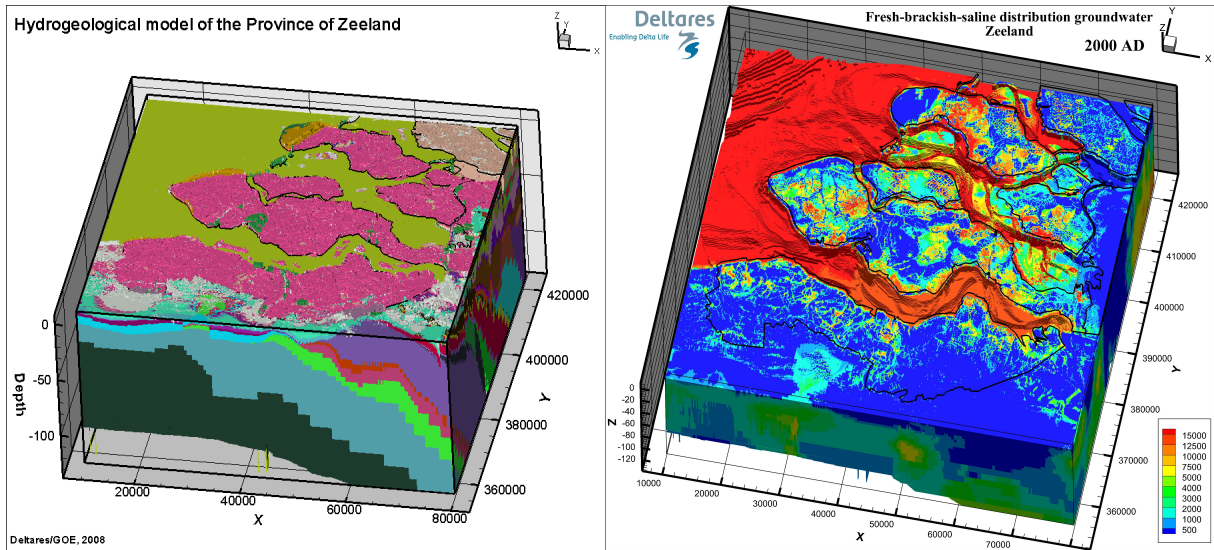 Hydrogeological model of the Province of Zeeland
Z
Y
X
0
-50
-100
Depth
20000
40000
60000
80000
X
360000
380000
400000
420000
Y
Deltares/GOE, 2008
Deltares
Enabling Delta Life
Fresh-brackish-saline distribution groundwater
Zeeland
2000 AD
Y
Z
X
0
-20
-40
-60
-80
-100
-120
Z
10000
20000
30000
40000
50000
60000
70000
X
360000
370000
380000
390000
400000
410000
420000
Y
15000
12500
10000
7500
5000
4000
3000
2000
1000
500